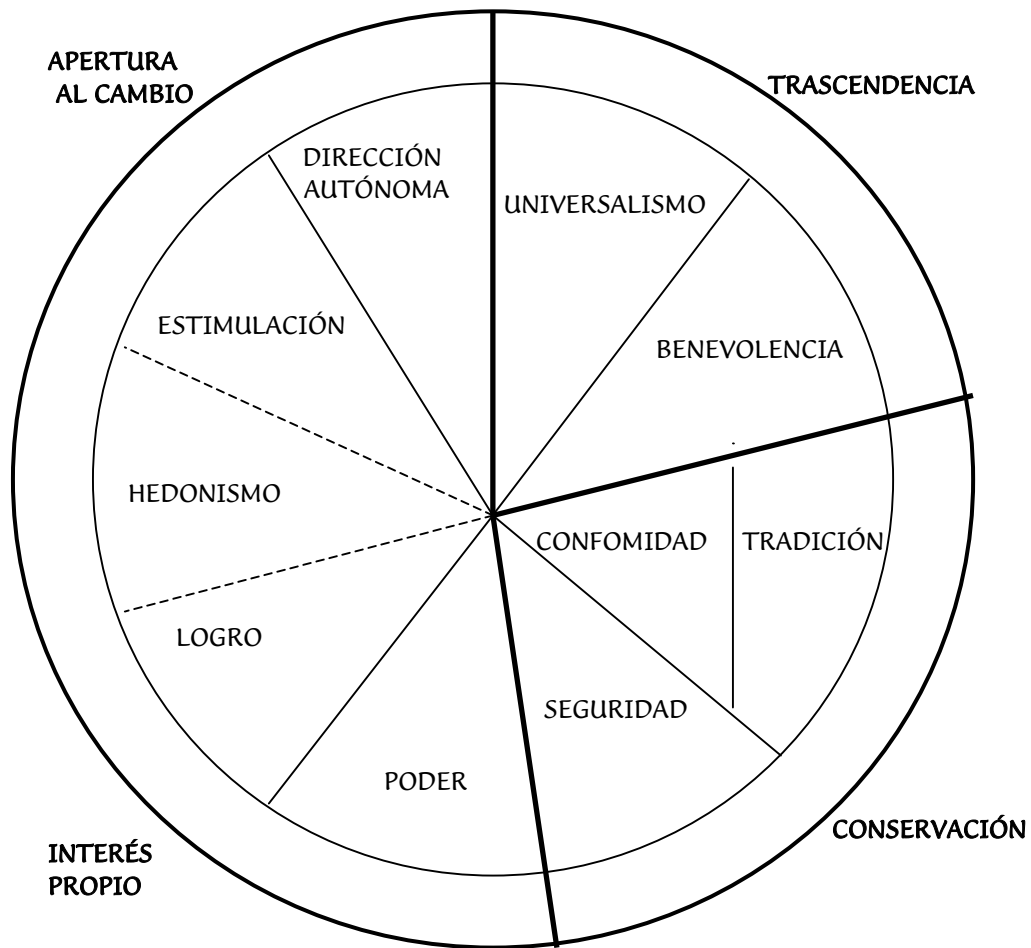 APERTURA
AL CAMBIO
TRASCENDENCIA
DIRECCIÓN
AUTÓNOMA
UNIVERSALISMO
ESTIMULACIÓN
BENEVOLENCIA
HEDONISMO
CONFOMIDAD
TRADICIÓN
LOGRO
SEGURIDAD
PODER
CONSERVACIÓN
INTERÉS
PROPIO